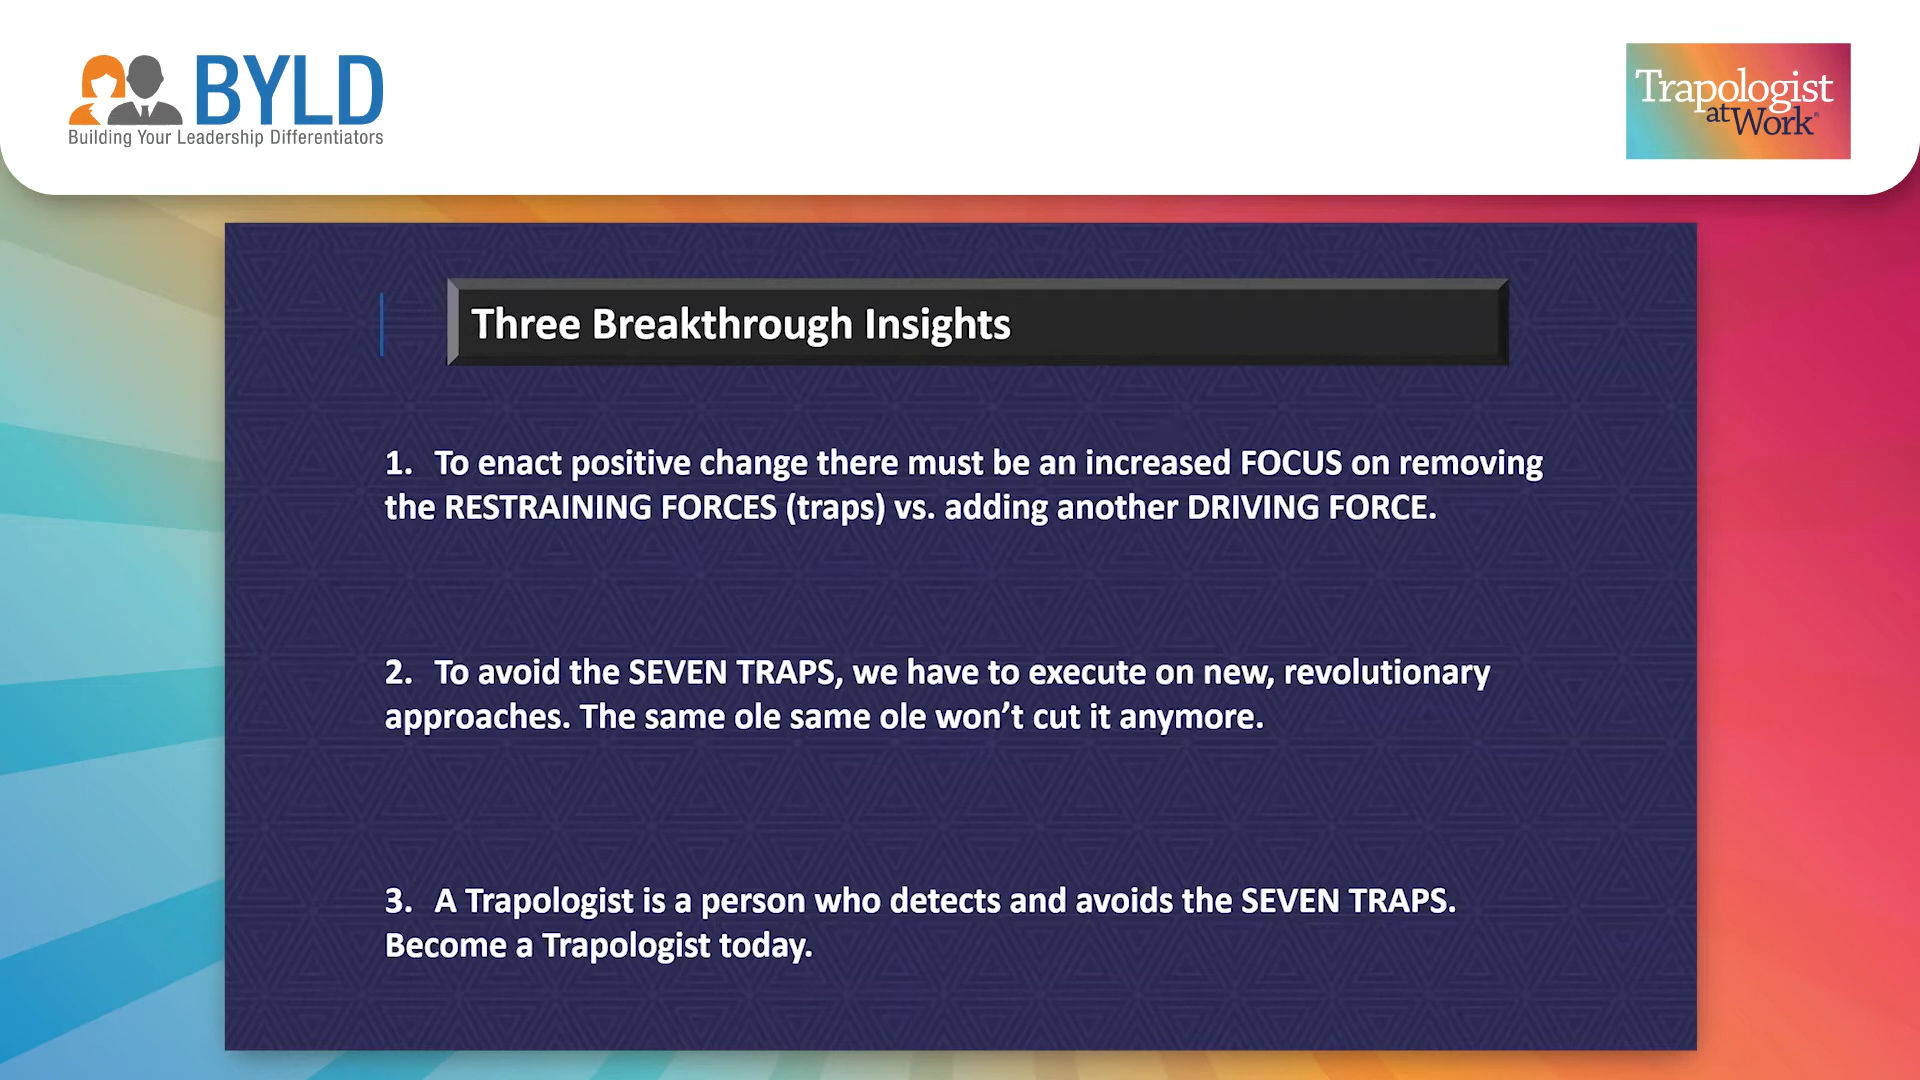 BYLD
Building Your Leadership Differentiators
Trapologist
at Work®
Three Breakthrough Insights
1. To enact positive change there must be an increased FOCUS on removing
the RESTRAINING FORCES (traps) vs. adding another DRIVING FORCE.
2. To avoid the SEVEN TRAPS, we have to execute on new, revolutionary
approaches. The same ole same ole won’t cut it anymore.
3. A Trapologist is a person who detects and avoids the SEVEN TRAPS.
Become a Trapologist today.